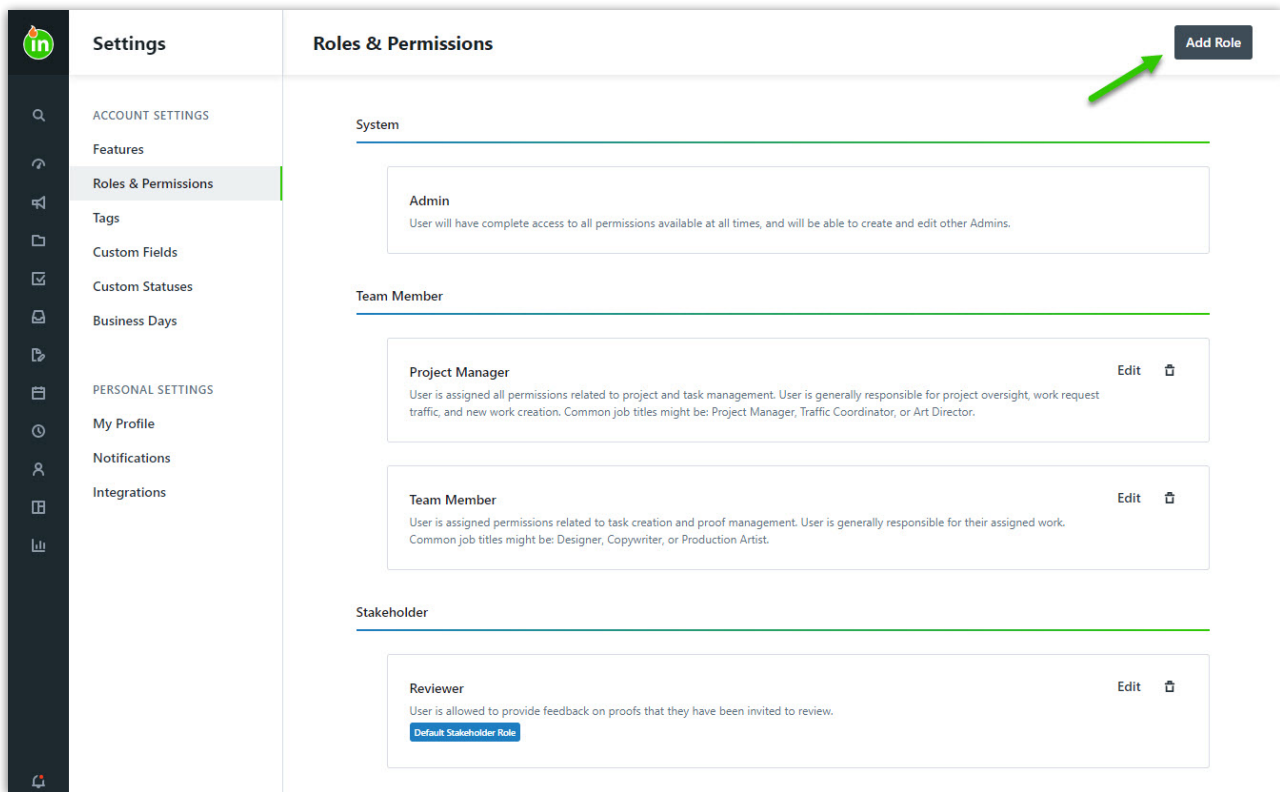 in
Settings
Roles & Permissions
Add Role
ACCOUNT SETTINGS
Features
Roles & Permissions
Tags
Custom Fields
Custom Statuses
Business Days
PERSONAL SETTINGS
My Profile
Notifications
Integrations
System
Admin
User will have complete access to all permissions available at all times, and will be able to create and edit other Admins.
Team Member
Project Manager
Edit
User is assigned all permissions related to project and task management. User is generally responsible for project oversight, work request
traffic, and new work creation. Common job titles might be: Project Manager, Traffic Coordinator, or Art Director.
Team Member
Edit
User is assigned permissions related to task creation and proof management. User is generally responsible for their assigned work.
Common job titles might be: Designer, Copywriter, or Production Artist.
Stakeholder
Reviewer
Edit
User is allowed to provide feedback on proofs that they have been invited to review.
Default Stakeholder Role